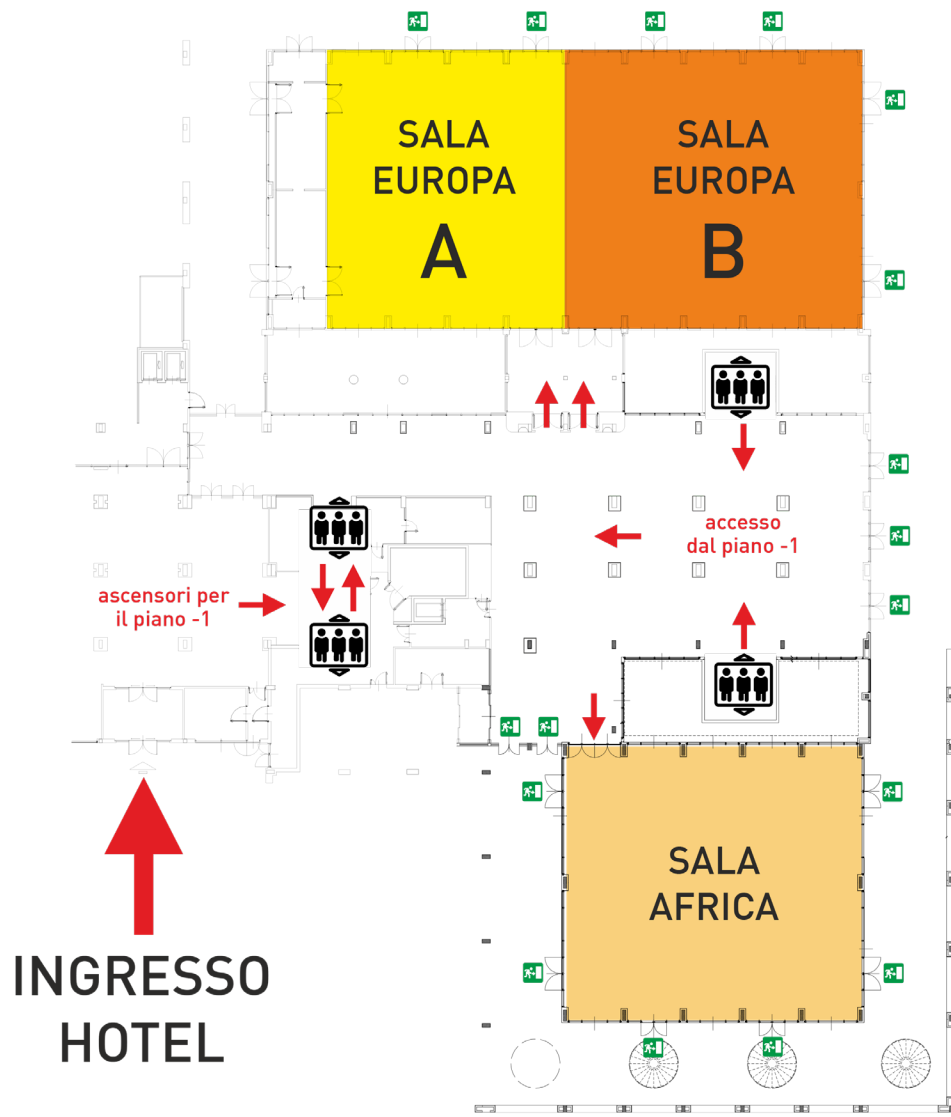 SALA
EUROPA
A
SALA
EUROPA
B
accesso
dal piano -1
ascensori per
il piano -1
SALA
AFRICA
INGRESSO
HOTEL